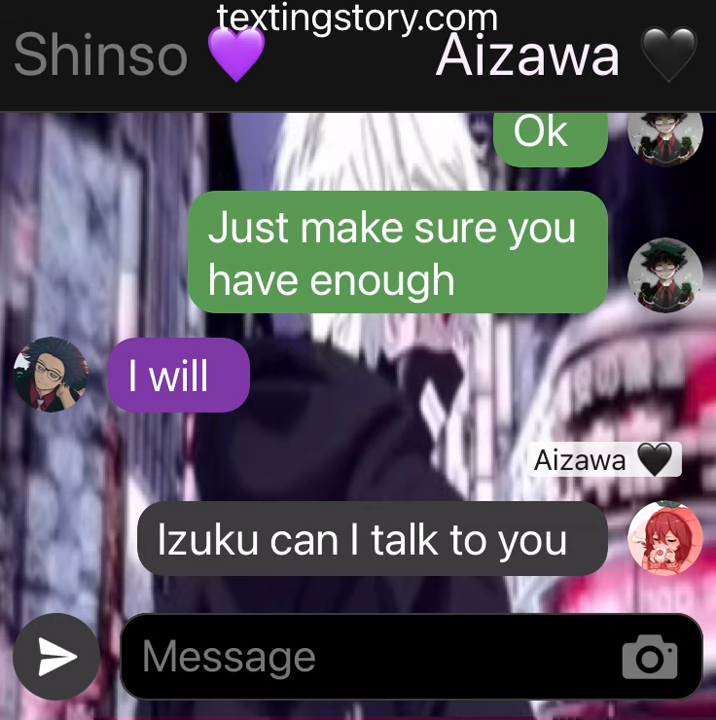 textingstory.com
Shinso 💜 Aizawa 🖤
Ok
Just make sure you
have enough
I will
Aizawa 🖤
Izuku can I talk to you
Message